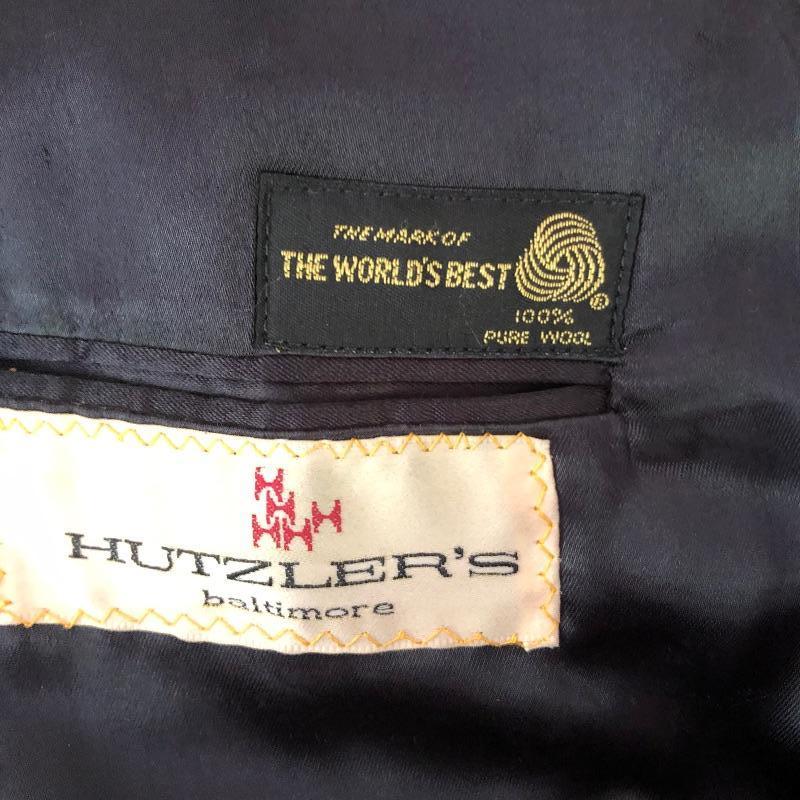 THE MARK OF
THE WORLD'S BEST
®
100%
PURE WOOL
HUTZLER'S
baltimore